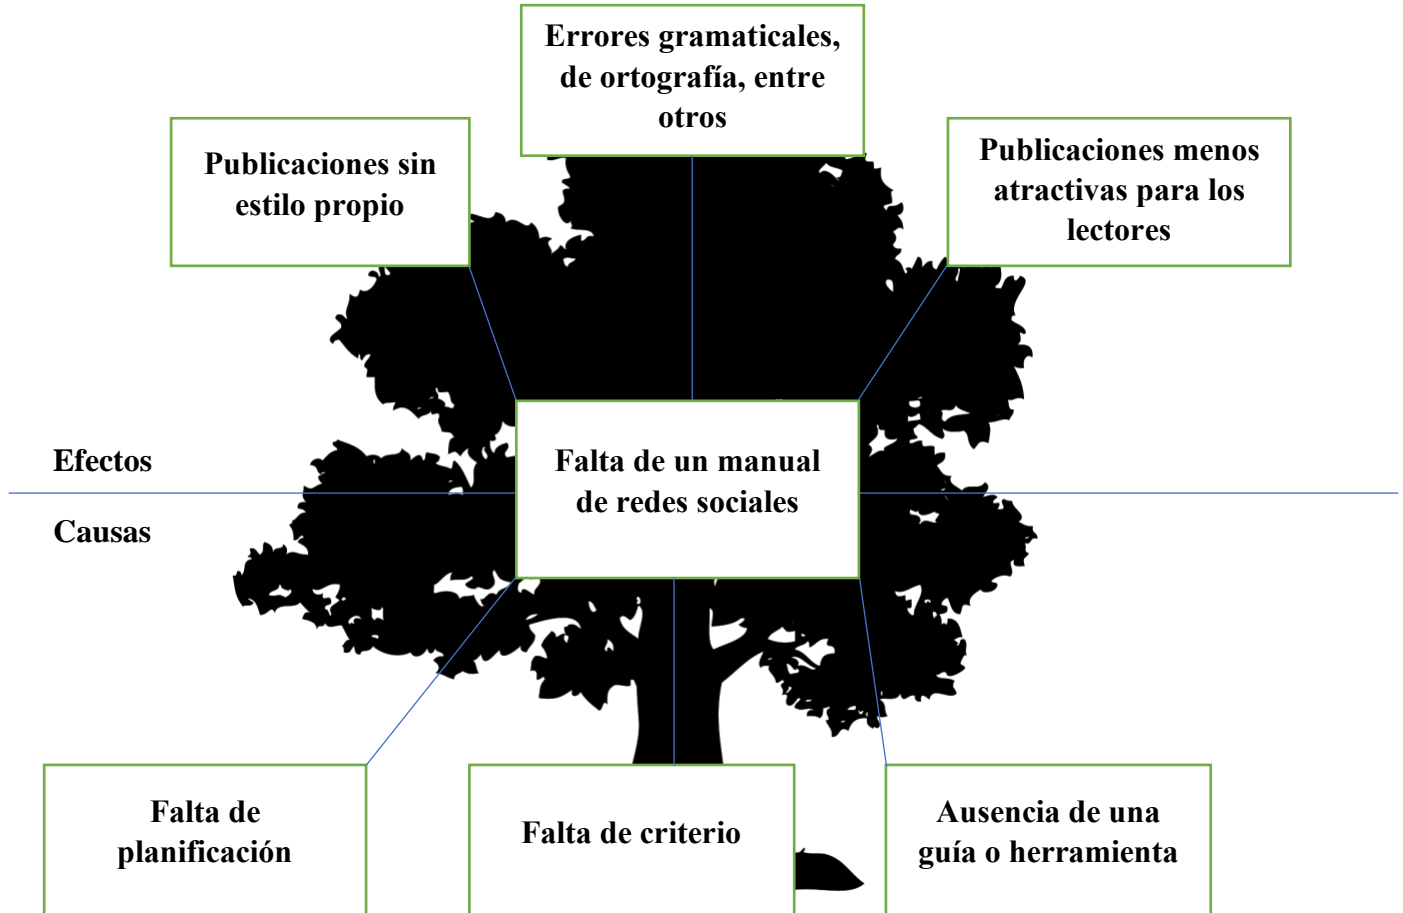 Errores gramaticales,
de ortografía, entre
otros
Publicaciones sin
estilo propio
Publicaciones menos
atractivas para los
lectores
Efectos
Falta de un manual
de redes sociales
Causas
Falta de
planificación
Falta de criterio
Ausencia de una
guía o herramienta